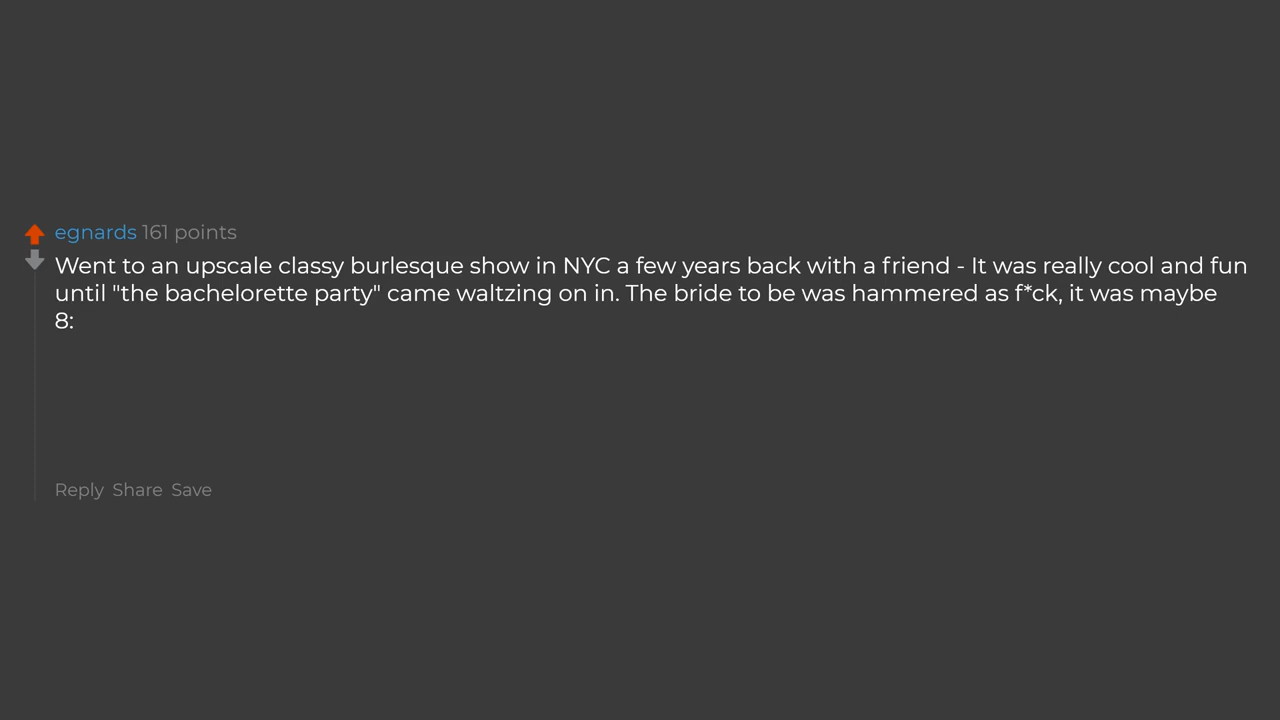 egnards 161 points
Went to an upscale classy burlesque show in NYC a few years back with a friend - It was really cool and fun
until "the bachelorette party" came waltzing on in. The bride to be was hammered as f*ck, it was maybe
8:
Reply Share Save